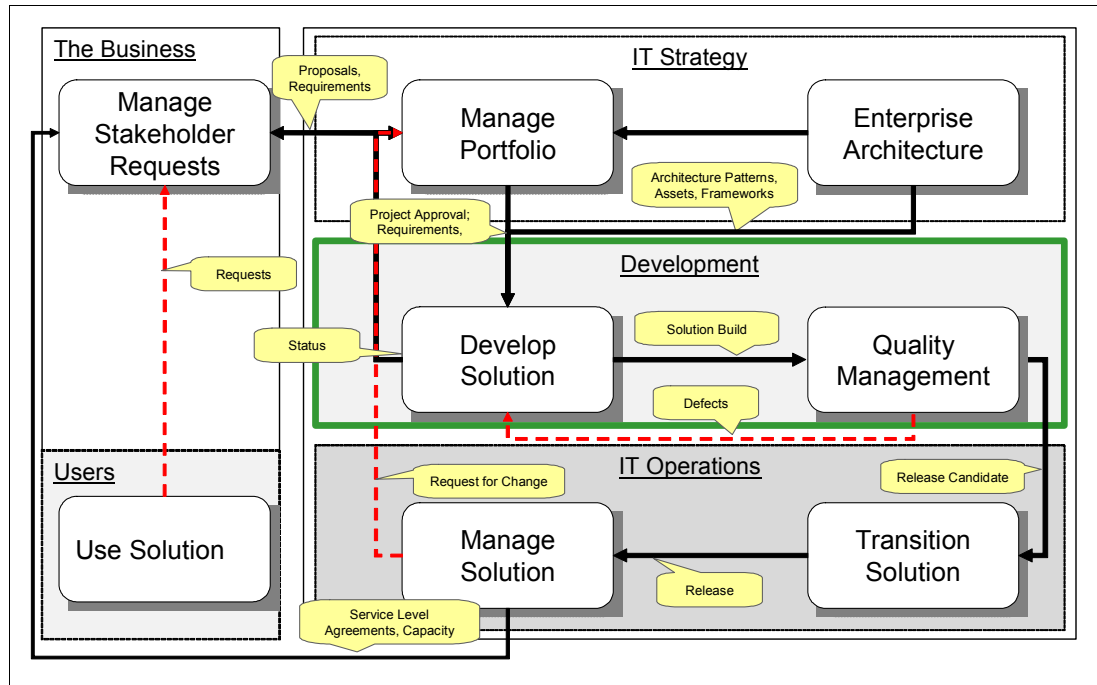 The Business
IT Strategy
Proposals,
Requirements
Manage
Stakeholder
Requests
Manage
Portfolio
Enterprise
Architecture
Architecture Patterns,
Assets, Frameworks
Project Approval;
Requirements,
Requests
Development
Status
Develop
Solution
Solution Build
Quality
Management
Defects
Users
IT Operations
Request for Change
Release Candidate
Use Solution
Manage
Solution
Transition
Solution
Release
Service Level
Agreements, Capacity